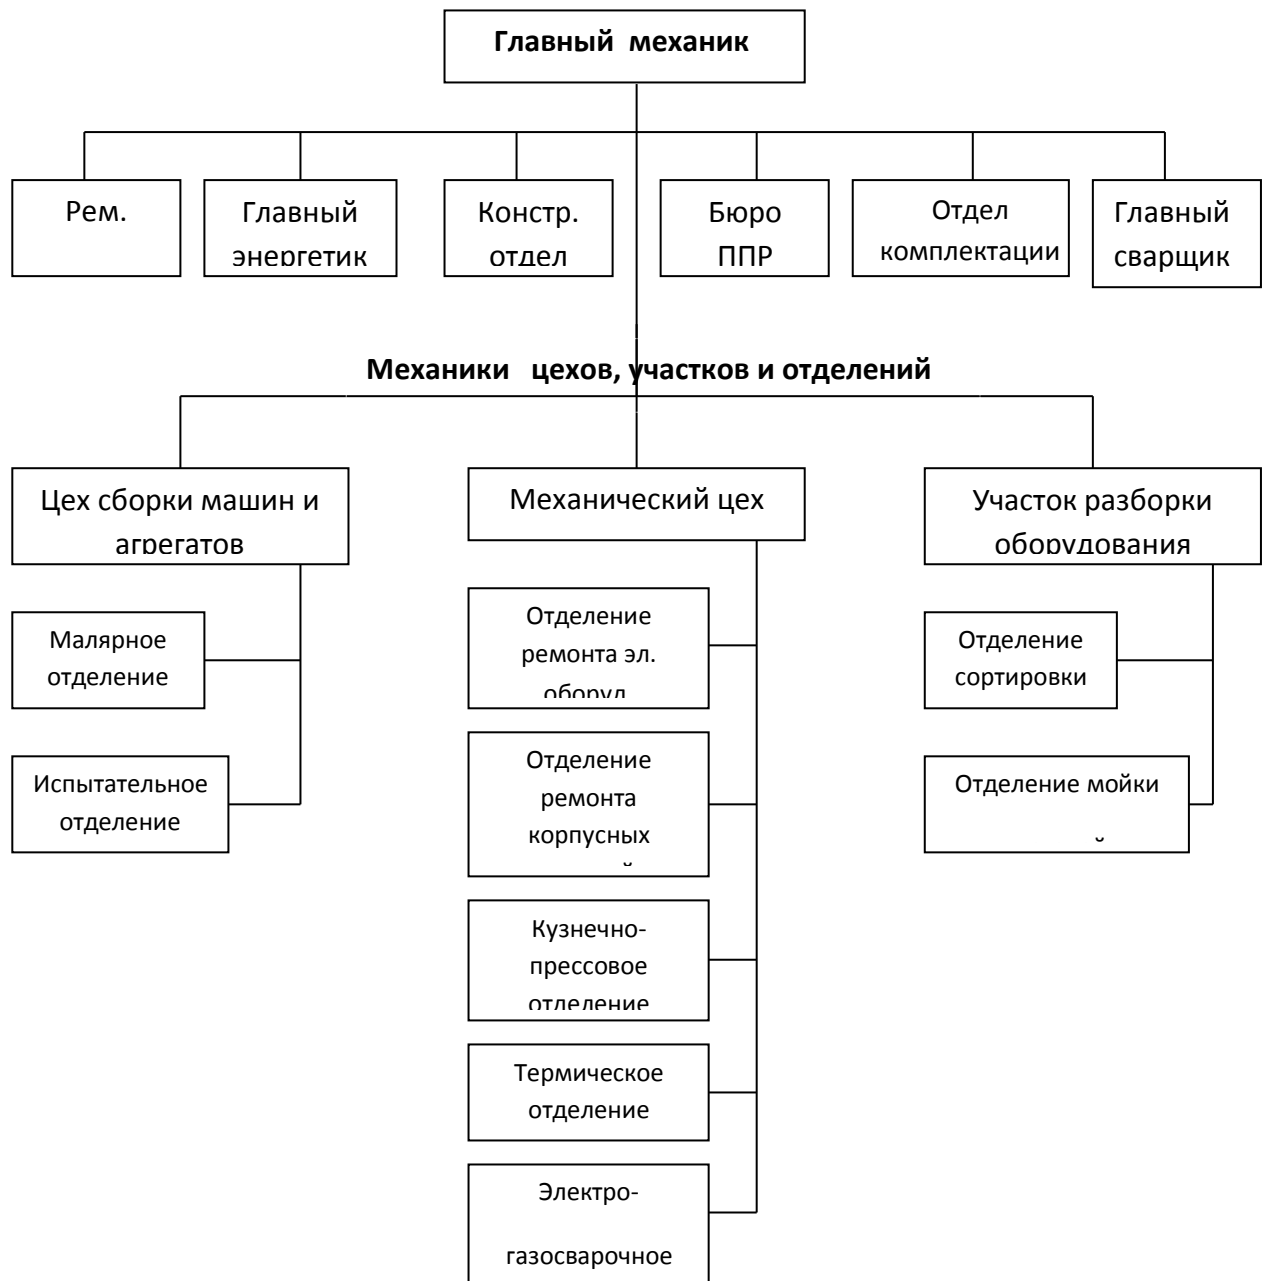 Главный механик
Рем.
Главный
энергетик
Констр.
отдел
Бюро
ППР
Отдел
комплектации
Главный
сварщик
Механики цехов, участков и отделений
Цех сборки машин и
агрегатов
Малярное
отделение
Испытательное
отделение
Механический цех
Отделение
ремонта эл.
оборуд
Отделение
ремонта
корпусных
Кузнечно-
прессовое
отделение
Термическое
отделение
Электро-
газосварочное
Участок разборки
оборудования
Отделение
сортировки
Отделение мойки